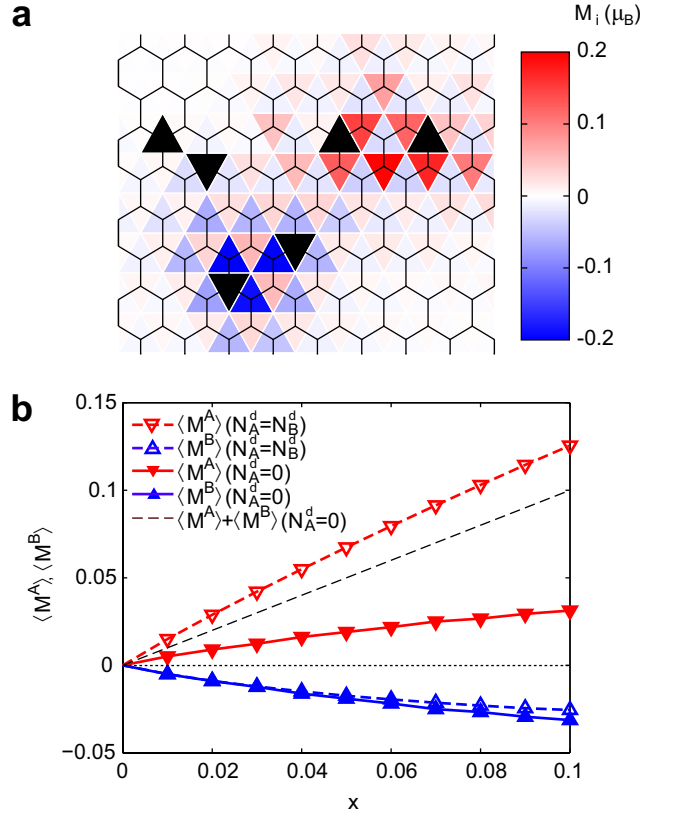 a
M i (μB)
0.2
0.1
0
-0.1
-0.2
b
0.15
0.1
0.05
0
−0.05
⟨M^A⟩, ⟨M^B⟩
⟨M^A⟩(N_A^d=N_B^d)
⟨M^B⟩(N_A^d=N_B^d)
⟨M^A⟩(N_A^d=0)
⟨M^B⟩(N_A^d=0)
⟨M^A⟩+⟨M^B⟩(N_A^d=0)
0 0.02 0.04 0.06 0.08 0.1
x